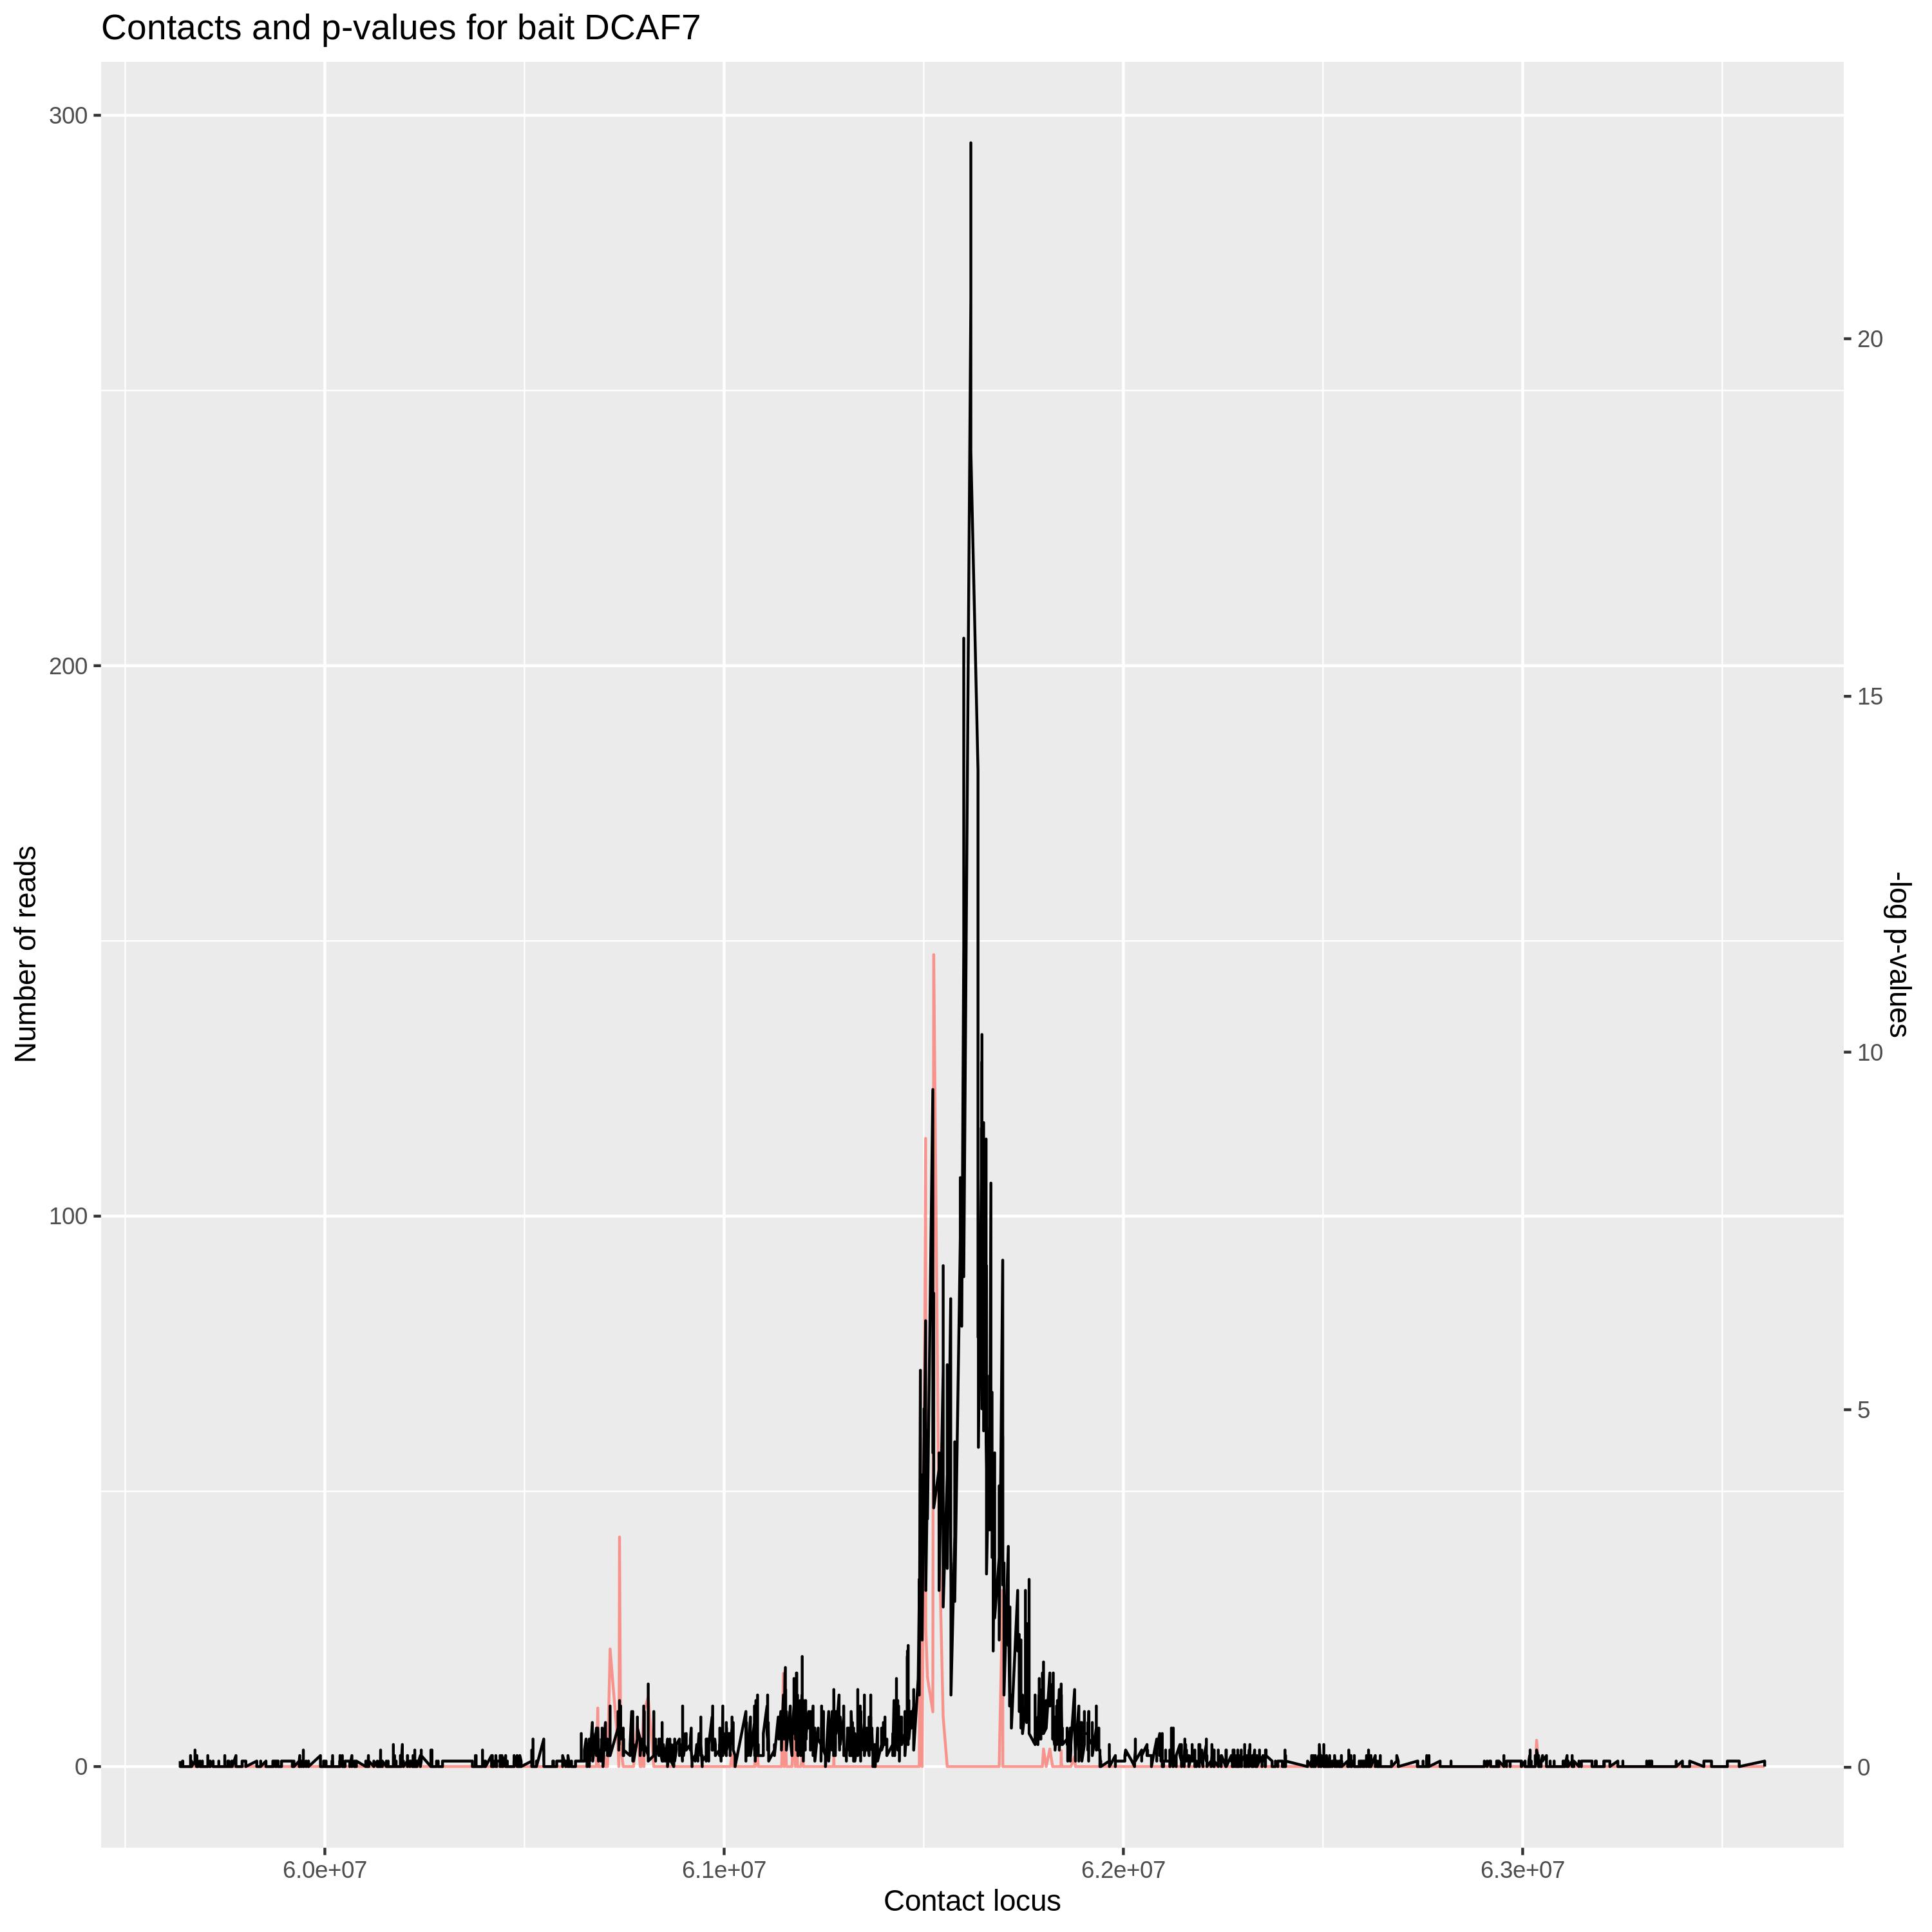 Contacts and p-values for bait DCAF7
300
200
100
0
Number of reads
20
15
10
5
0
-log p-values
6.0e+07
6.1e+07
6.2e+07
6.3e+07
Contact locus